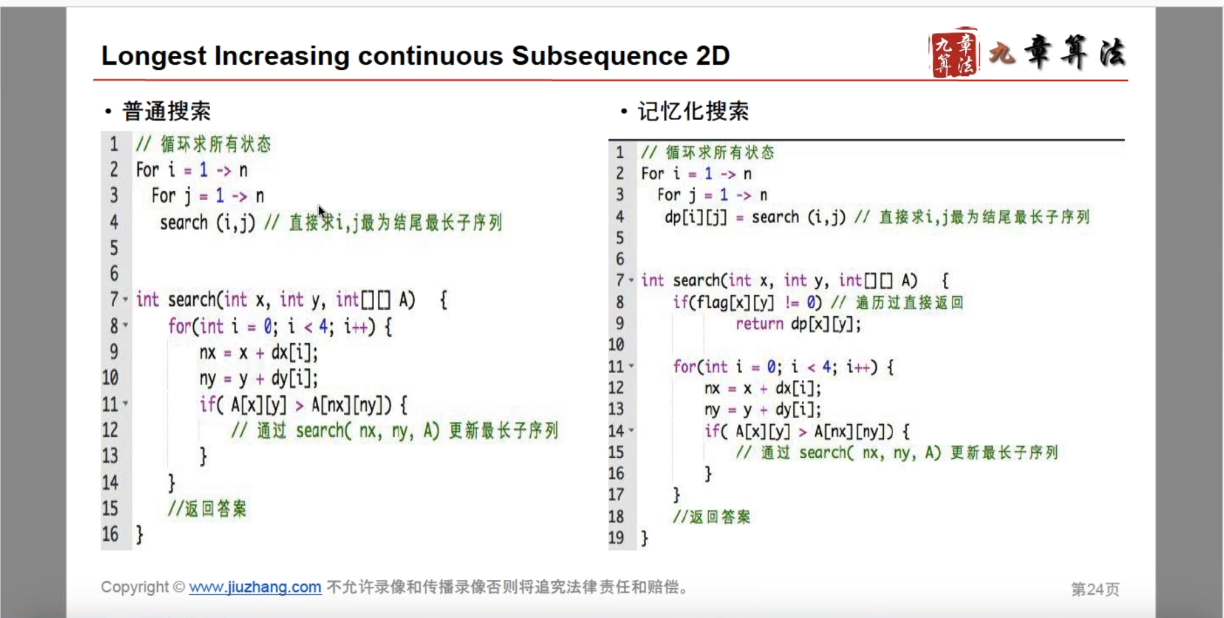 Longest Increasing continuous Subsequence 2D
九章算法
九章算法
• 普通搜索
1 // 循环求所有状态
2 For i = 1 -> n
3 For j = 1 -> n
4 search (i,j) // 直接求i,j最为结尾最长子序列
5
6
7 int search(int x, int y, int[][] A) {
8 for(int i = 0; i < 4; i++) {
9 nx = x + dx[i];
10 ny = y + dy[i];
11 if( A[x][y] > A[nx][ny]) {
12 // 通过 search( nx, ny, A) 更新最长子序列
13 }
14 }
15 //返回答案
16 }
• 记忆化搜索
1 // 循环求所有状态
2 For i = 1 -> n
3 For j = 1 -> n
4 dp[i][j] = search (i,j) // 直接求i,j最为结尾最长子序列
5
6
7 int search(int x, int y, int[][] A) {
8 if(flag[x][y] != 0) // 遍历过直接返回
9 return dp[x][y];
10
11 for(int i = 0; i < 4; i++) {
12 nx = x + dx[i];
13 ny = y + dy[i];
14 if( A[x][y] > A[nx][ny]) {
15 // 通过 search( nx, ny, A) 更新最长子序列
16 }
17 }
18 //返回答案
19 }
Copyright © www.jiuzhang.com 不允许录像和传播录像否则将追究法律责任和赔偿。
第24页